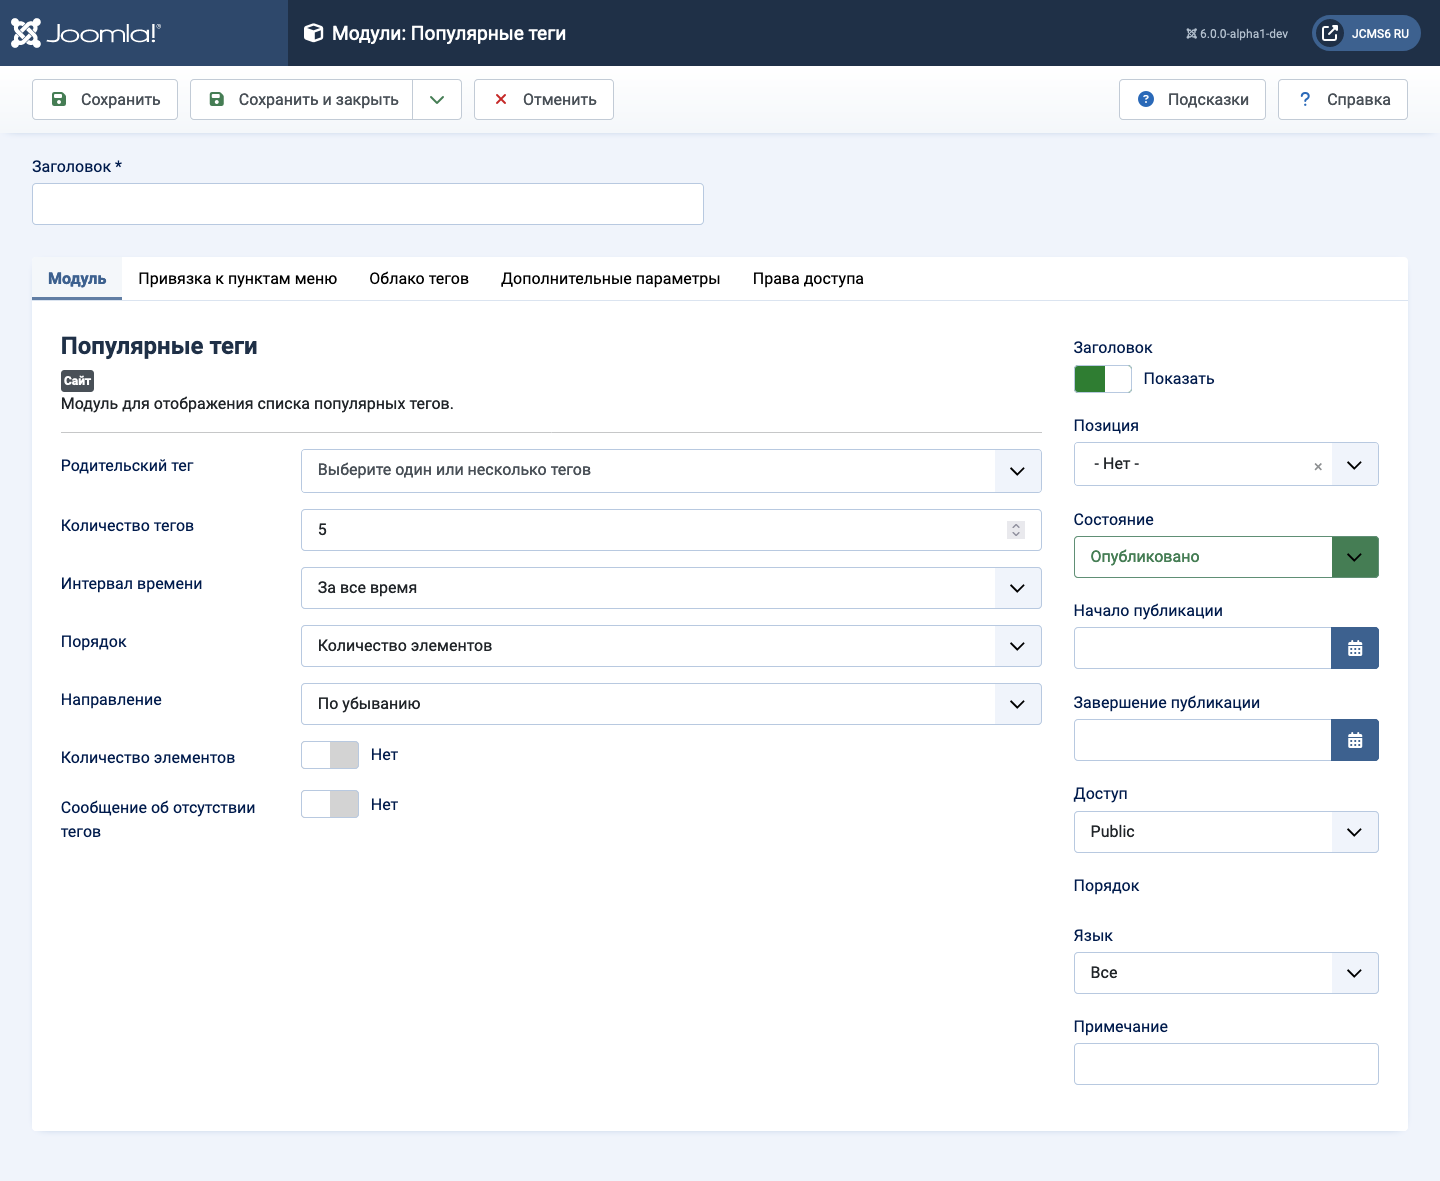 Joomla!®
Модули: Популярные теги
6.0.0-alpha1-dev
JCMS6 RU
Сохранить
Сохранить и закрыть
Отменить
Подсказки
? Справка
Заголовок *
Модуль
Привязка к пунктам меню
Облако тегов
Дополнительные параметры
Права доступа
Популярные теги
Сайт
Модуль для отображения списка популярных тегов.
Родительский тег
Выберите один или несколько тегов
Количество тегов
5
Интервал времени
За все время
Порядок
Количество элементов
Направление
По убыванию
Количество элементов
Нет
Сообщение об отсутствии
тегов
Нет
Заголовок
Показать
Позиция
- Нет -
Состояние
Опубликовано
Начало публикации
Завершение публикации
Доступ
Public
Порядок
Язык
Все
Примечание